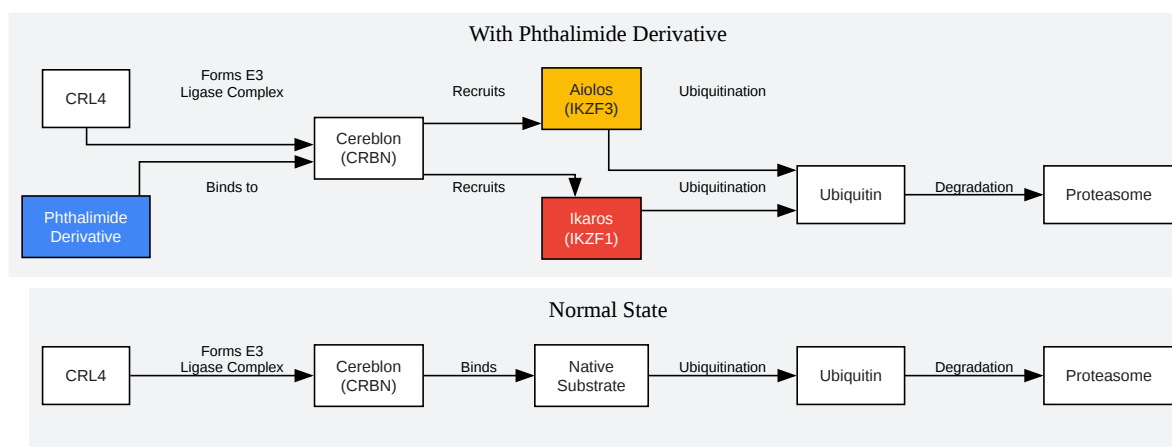 With Phthalimide Derivative
CRL4
Forms E3
Ligase Complex
Cereblon
(CRBN)
Recruits
Aiolos
(IKZF3)
Ubiquitination
Phthalimide
Derivative
Binds to
Recruits
Ikaros
(IKZF1)
Ubiquitination
Ubiquitin
Degradation
Proteasome
Normal State
CRL4
Forms E3
Ligase Complex
Cereblon
(CRBN)
Binds
Native
Substrate
Ubiquitination
Ubiquitin
Degradation
Proteasome